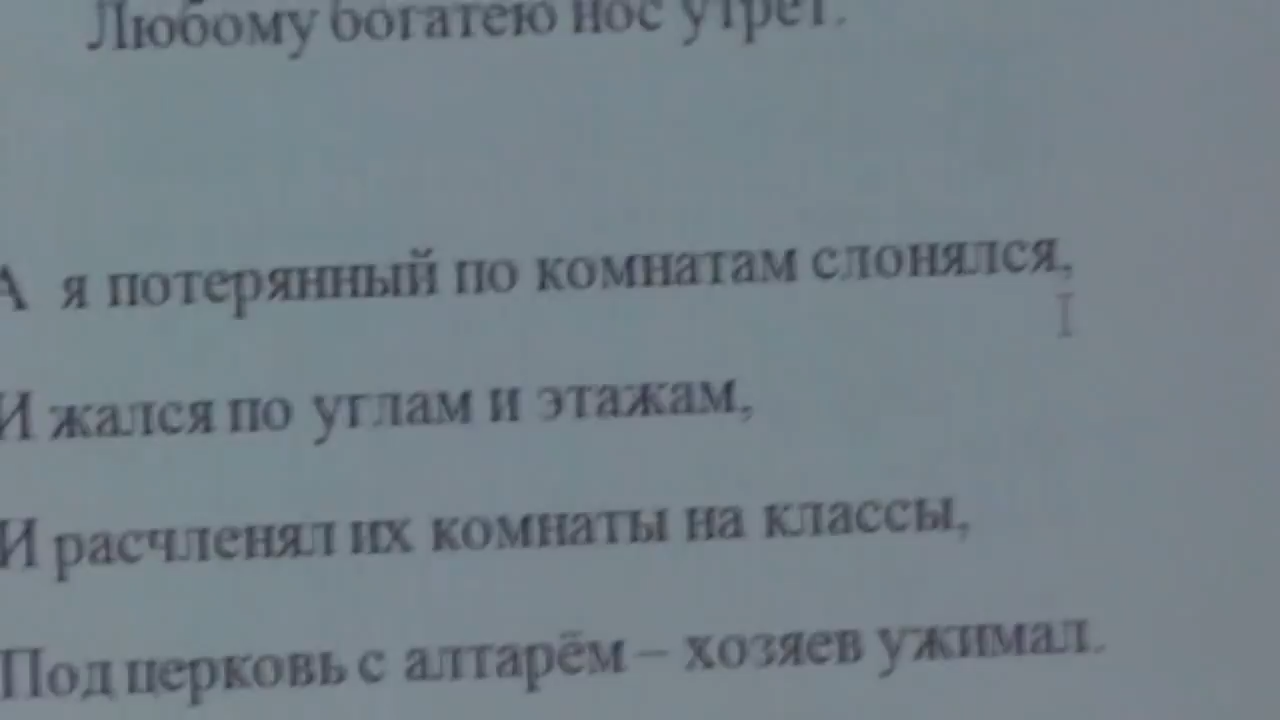 Любому богатею нос утрёт.
А я потерянный по комнатам слонялся,
И жался по углам и этажам,
И расчленял их комнаты на классы,
Под церковь с алтарём – хозяев ужимал.